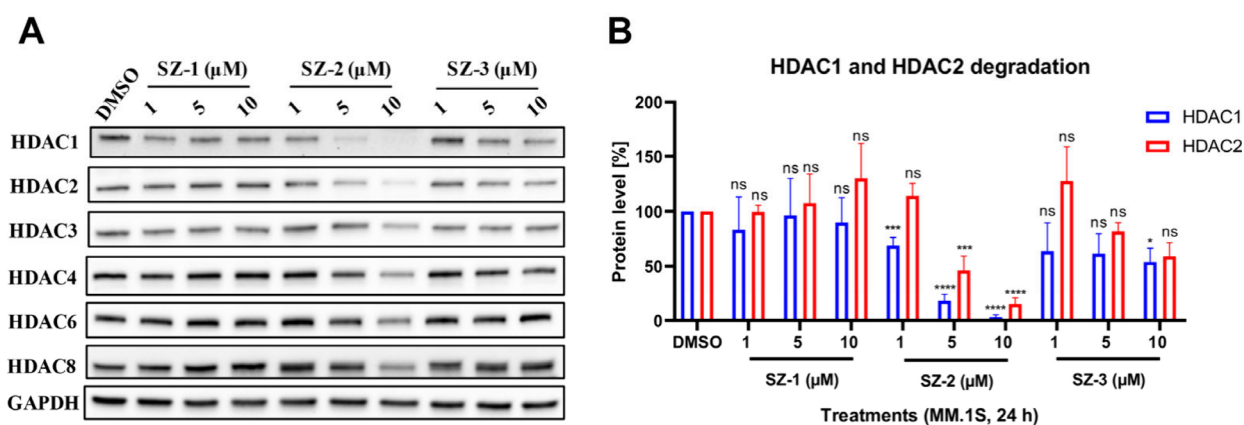 A
SZ-1 (µM) SZ-2 (µM) SZ-3 (µM)
DMSO 1 5 10 1 5 10 1 5 10
HDAC1
HDAC2
HDAC3
HDAC4
HDAC6
HDAC8
GAPDH
B
HDAC1 and HDAC2 degradation
HDAC1
HDAC2
Protein level [%]
200
150
100
50
0
ns ns ns ns ns ns *** **** *** **** **** ns ns ns ns * ns
DMSO 1 5 10 1 5 10 1 5 10
SZ-1 (µM) SZ-2 (µM) SZ-3 (µM)
Treatments (MM.1S, 24 h)